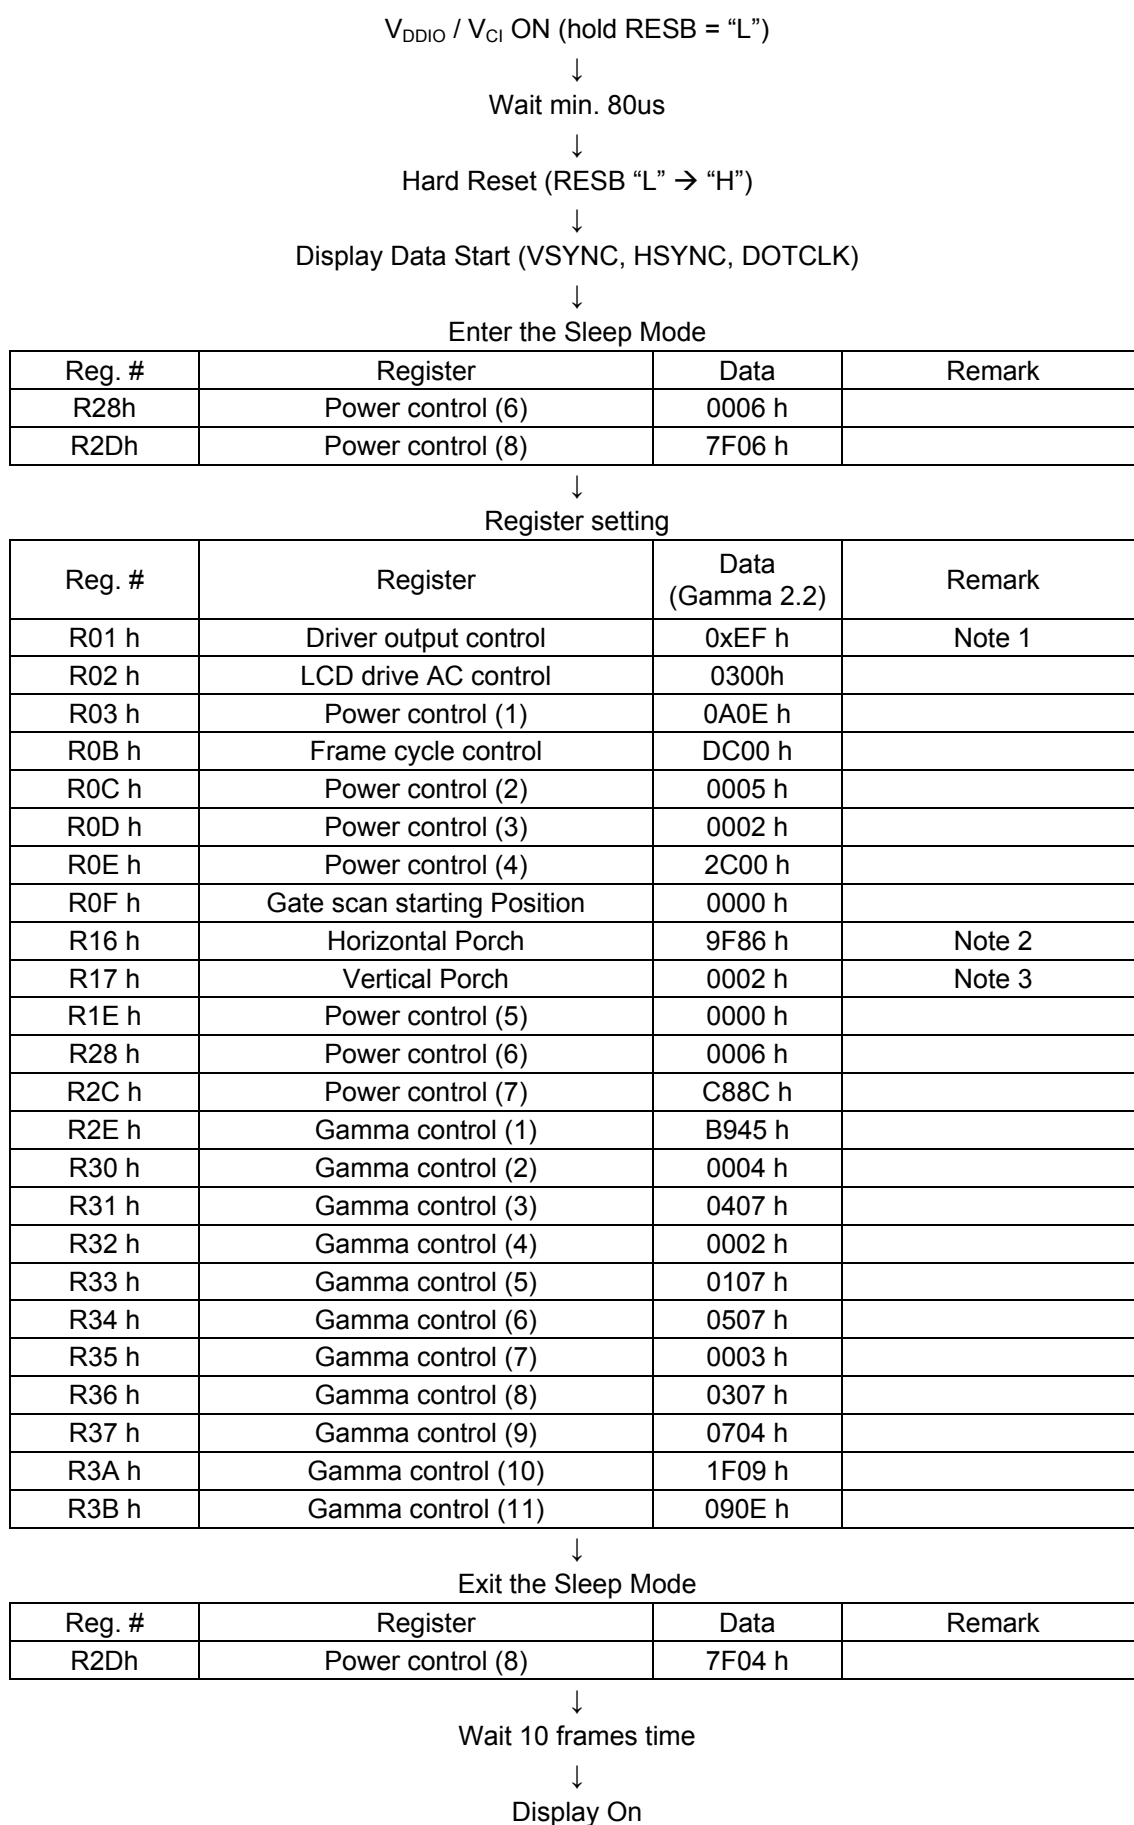 VDDIO / VCI ON (hold RESB = “L”)
↓
Wait min. 80us
↓
Hard Reset (RESB “L” → “H”)
↓
Display Data Start (VSYNC, HSYNC, DOTCLK)
↓
Enter the Sleep Mode
Reg. # Register Data Remark
R28h Power control (6) 0006 h
R2Dh Power control (8) 7F06 h
↓
Register setting
Reg. # Register Data (Gamma 2.2) Remark
R01 h Driver output control 0xEF h Note 1
R02 h LCD drive AC control 0300h
R03 h Power control (1) 0A0E h
R0B h Frame cycle control DC00 h
R0C h Power control (2) 0005 h
R0D h Power control (3) 0002 h
R0E h Power control (4) 2C00 h
R0F h Gate scan starting Position 0000 h
R16 h Horizontal Porch 9F86 h Note 2
R17 h Vertical Porch 0002 h Note 3
R1E h Power control (5) 0000 h
R28 h Power control (6) 0006 h
R2C h Power control (7) C88C h
R2E h Gamma control (1) B945 h
R30 h Gamma control (2) 0004 h
R31 h Gamma control (3) 0407 h
R32 h Gamma control (4) 0002 h
R33 h Gamma control (5) 0107 h
R34 h Gamma control (6) 0507 h
R35 h Gamma control (7) 0003 h
R36 h Gamma control (8) 0307 h
R37 h Gamma control (9) 0704 h
R3A h Gamma control (10) 1F09 h
R3B h Gamma control (11) 090E h
↓
Exit the Sleep Mode
Reg. # Register Data Remark
R2Dh Power control (8) 7F04 h
↓
Wait 10 frames time
↓
Display On